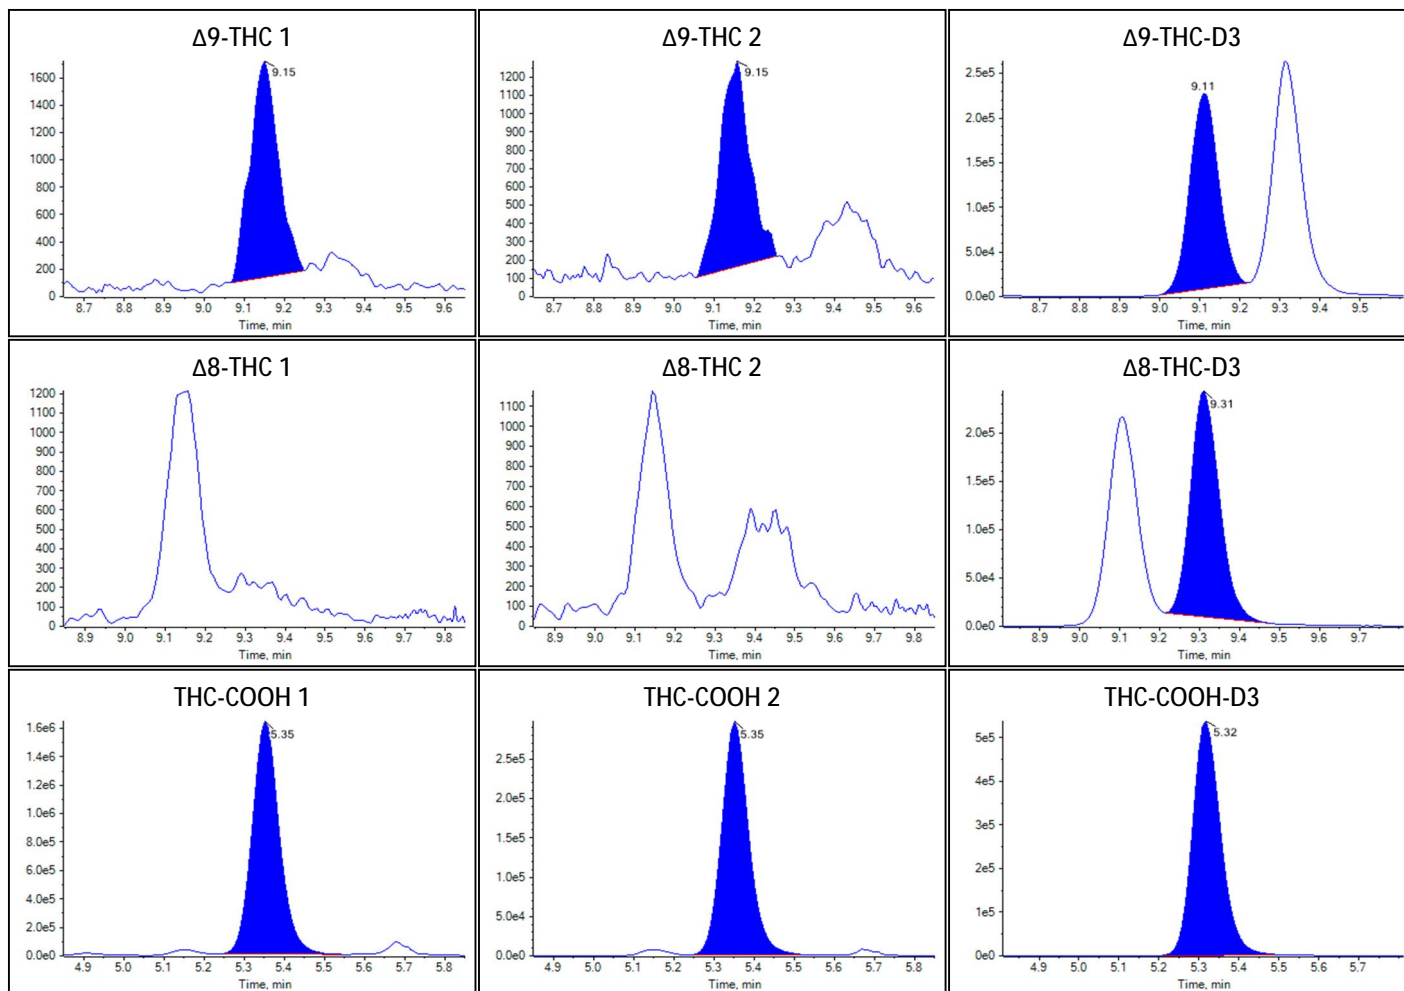 Δ9-THC 1
1600
1400
1200
1000
800
600
400
200
0
9.15
8.7 8.8 8.9 9.0 9.1 9.2 9.3 9.4 9.5 9.6
Time, min
Δ9-THC 2
1200
1100
1000
900
800
700
600
500
400
300
200
100
0
9.15
8.7 8.8 8.9 9.0 9.1 9.2 9.3 9.4 9.5 9.6
Time, min
Δ9-THC-D3
2.5e5
2.0e5
1.5e5
1.0e5
5.0e4
0.0e0
9.11
8.7 8.8 8.9 9.0 9.1 9.2 9.3 9.4 9.5
Time, min
Δ8-THC 1
1200
1100
1000
900
800
700
600
500
400
300
200
100
0
8.9 9.0 9.1 9.2 9.3 9.4 9.5 9.6 9.7 9.8
Time, min
Δ8-THC 2
1100
1000
900
800
700
600
500
400
300
200
100
0
8.9 9.0 9.1 9.2 9.3 9.4 9.5 9.6 9.7 9.8
Time, min
Δ8-THC-D3
2.0e5
1.5e5
1.0e5
5.0e4
0.0e0
9.31
8.9 9.0 9.1 9.2 9.3 9.4 9.5 9.6 9.7
Time, min
THC-COOH 1
1.6e6
1.4e6
1.2e6
1.0e6
8.0e5
6.0e5
4.0e5
2.0e5
0.0e0
5.35
4.9 5.0 5.1 5.2 5.3 5.4 5.5 5.6 5.7 5.8
Time, min
THC-COOH 2
2.5e5
2.0e5
1.5e5
1.0e5
5.0e4
0.0e0
5.35
4.9 5.0 5.1 5.2 5.3 5.4 5.5 5.6 5.7 5.8
Time, min
THC-COOH-D3
5e5
4e5
3e5
2e5
1e5
0e0
5.32
4.9 5.0 5.1 5.2 5.3 5.4 5.5 5.6 5.7
Time, min